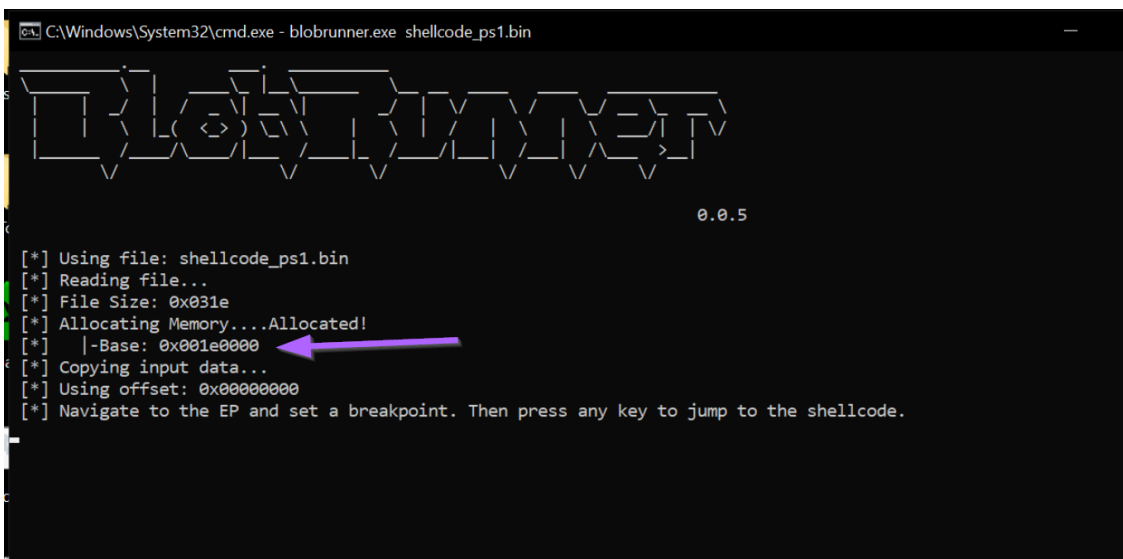 C:\Windows\System32\cmd.exe - blobrunner.exe shellcode_ps1.bin
BlobRunner
0.0.5
[*] Using file: shellcode_ps1.bin
[*] Reading file...
[*] File Size: 0x031e
[*] Allocating Memory....Allocated!
[*]   |-Base: 0x001e0000
[*] Copying input data...
[*] Using offset: 0x00000000
[*] Navigate to the EP and set a breakpoint. Then press any key to jump to the shellcode.